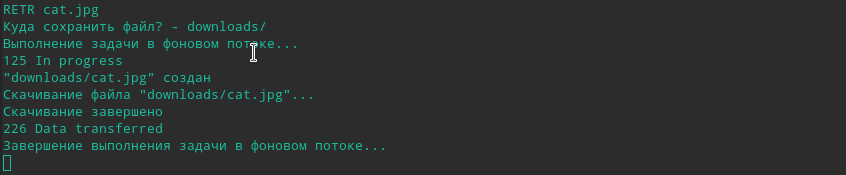 RETR cat.jpg
Куда сохранить файл? - downloads/
Выполнение задачи в фоновом потоке...
125 In progress
"downloads/cat.jpg" создан
Скачивание файла "downloads/cat.jpg"...
Скачивание завершено
226 Data transferred
Завершение выполнения задачи в фоновом потоке...